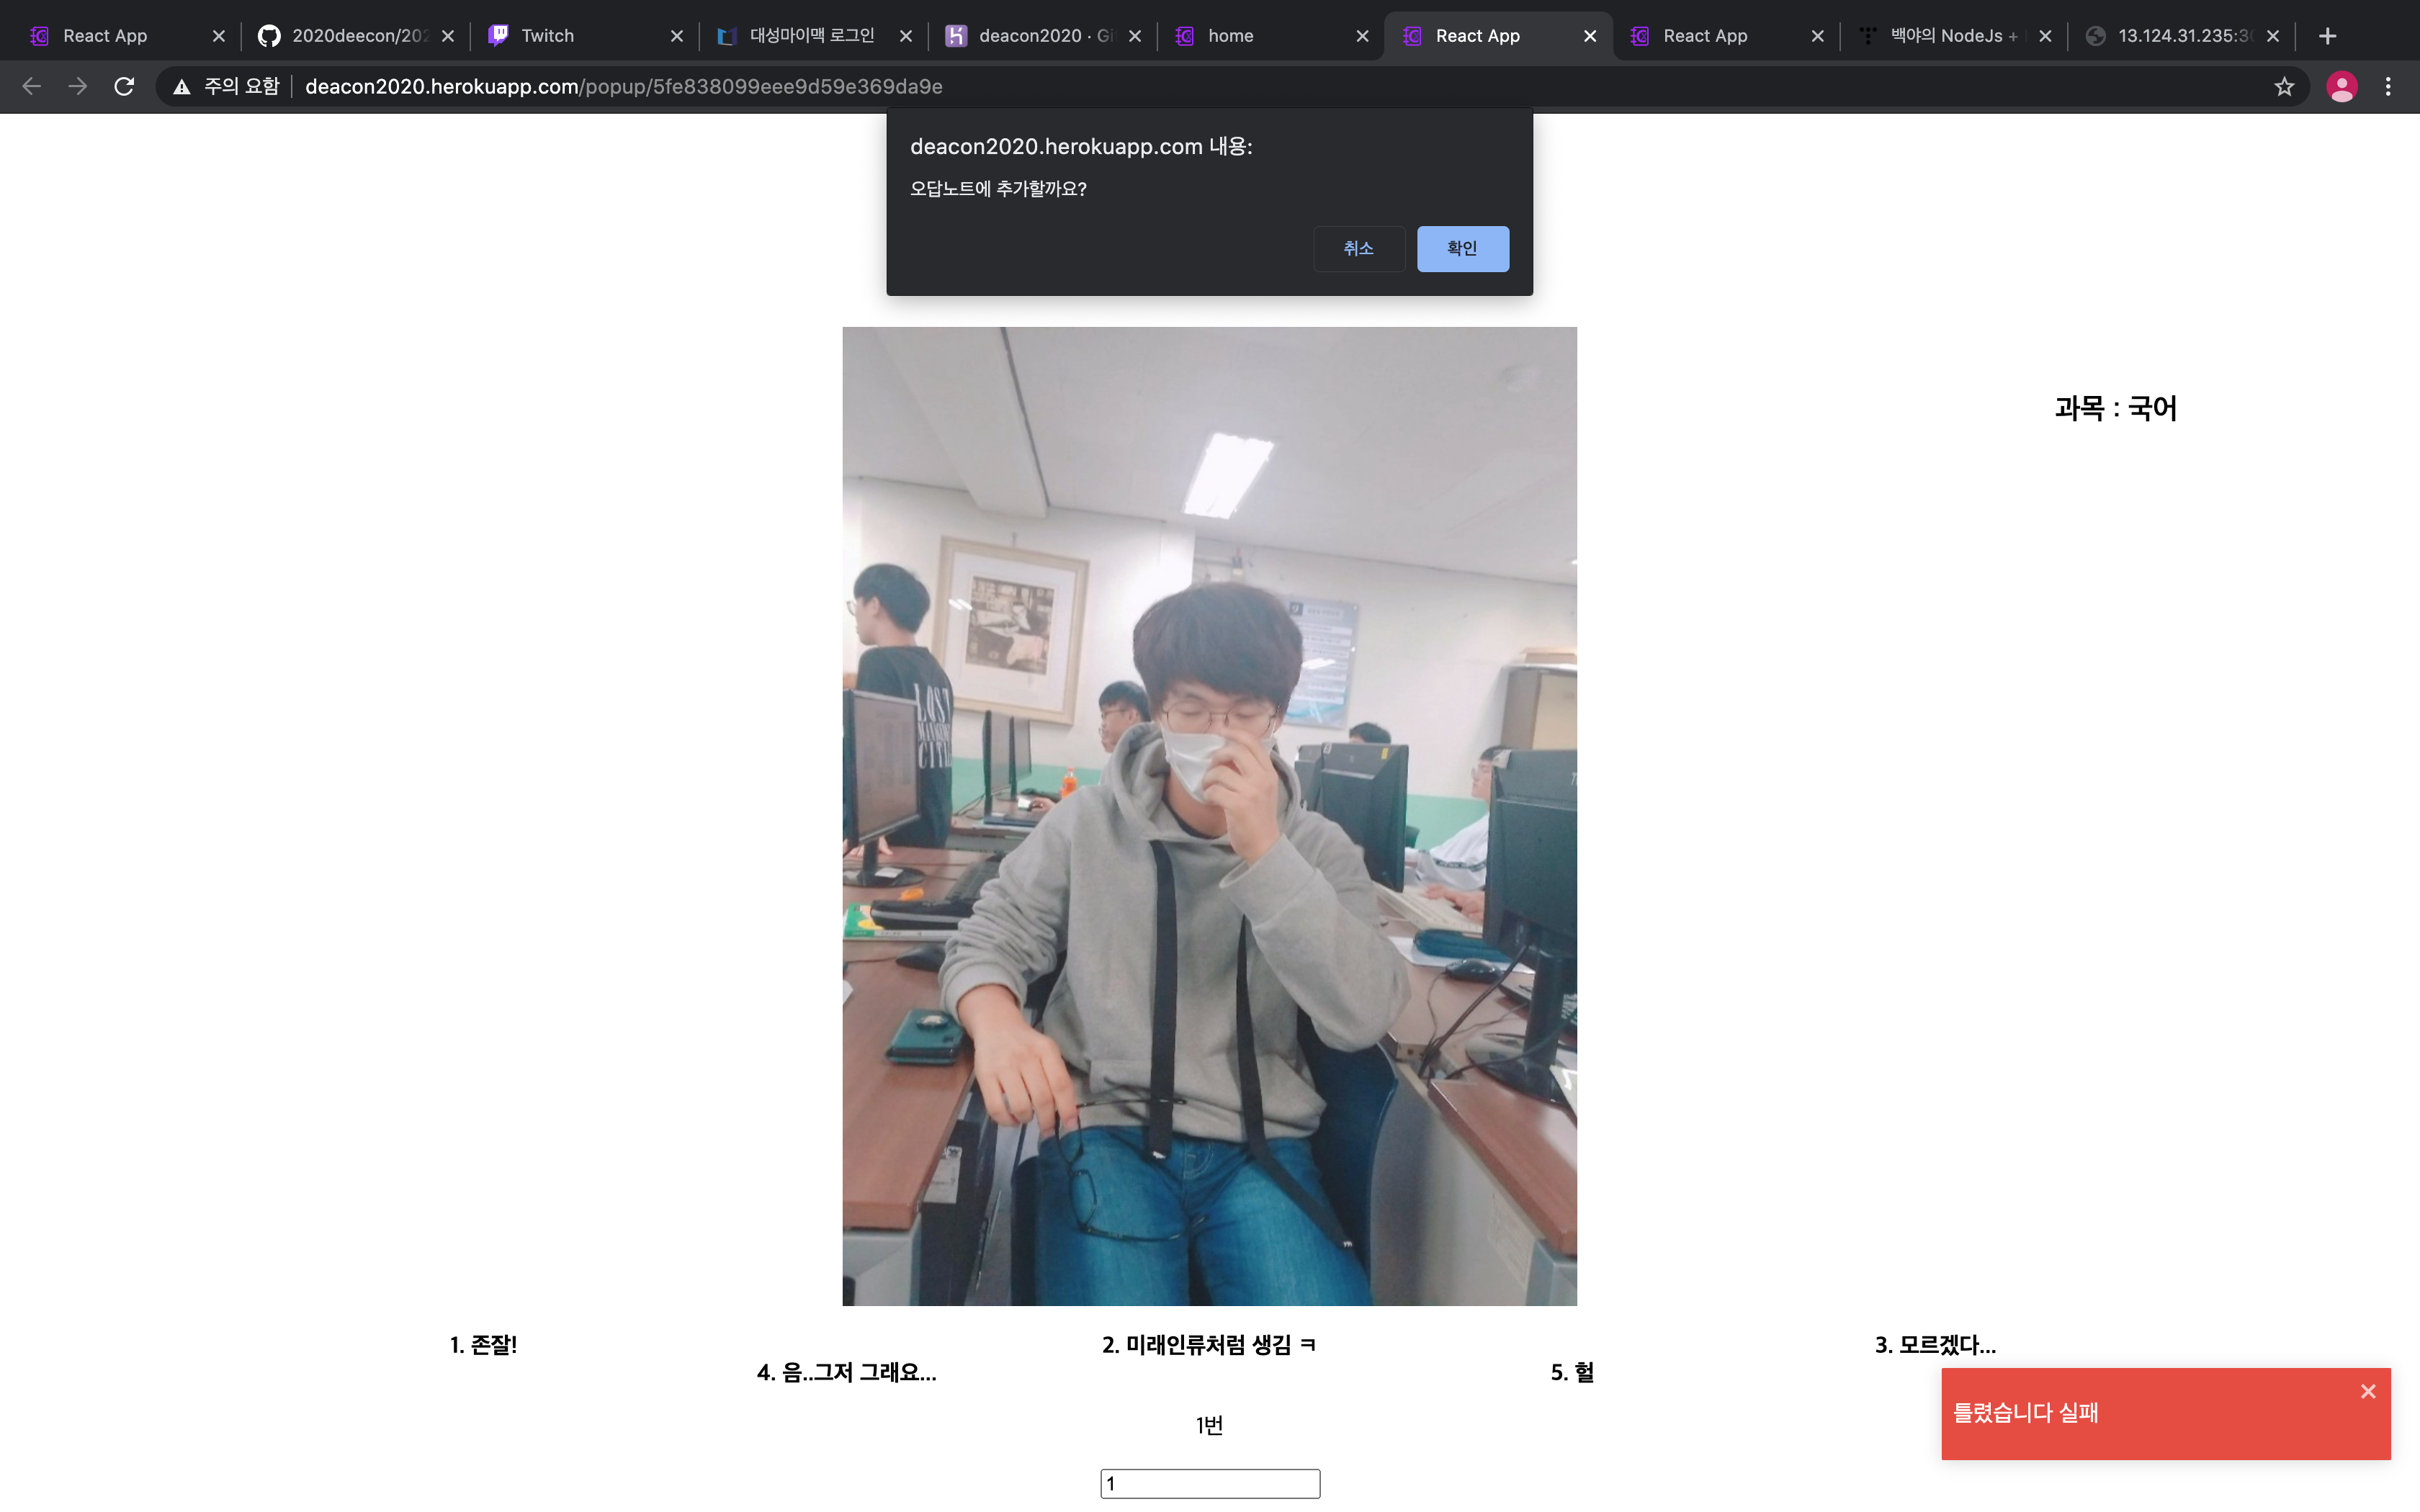 React App
2020deecon/202
Twitch
대성마이맥 로그인
deacon2020 · Gi
home
React App
React App
백야의 NodeJs +
13.124.31.235:30
주의 요함
deacon2020.herokuapp.com/popup/5fe838099eee9d59e369da9e
deacon2020.herokuapp.com 내용:
오답노트에 추가할까요?
취소 확인
과목 : 국어
LOST
CITI
1. 존잘! 2. 미래인류처럼 생김 ㅋ 3. 모르겠다...
4. 음..그저 그래요... 5. 헐
틀렸습니다 실패
1번
1